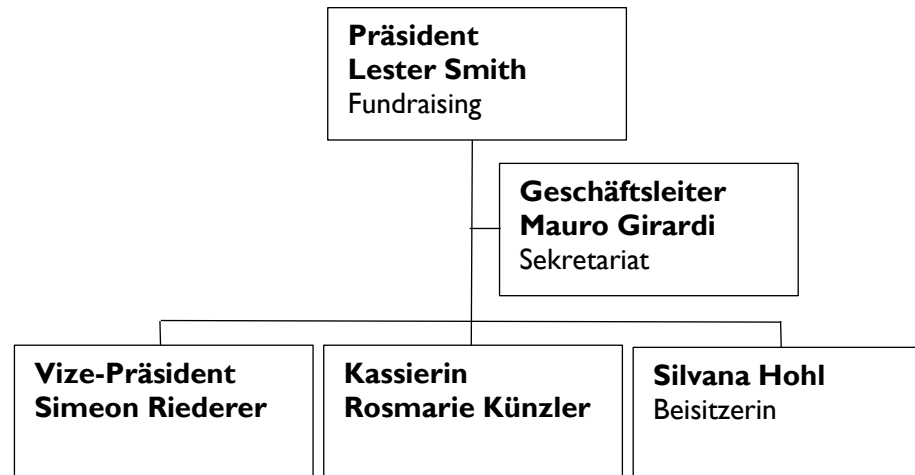 Präsident
Lester Smith
Fundraising
Geschäftsleiter
Mauro Girardi
Sekretariat
Vize-Präsident
Simeon Riederer
Kassierin
Rosmarie Künzler
Silvana Hohl
Beisitzerin